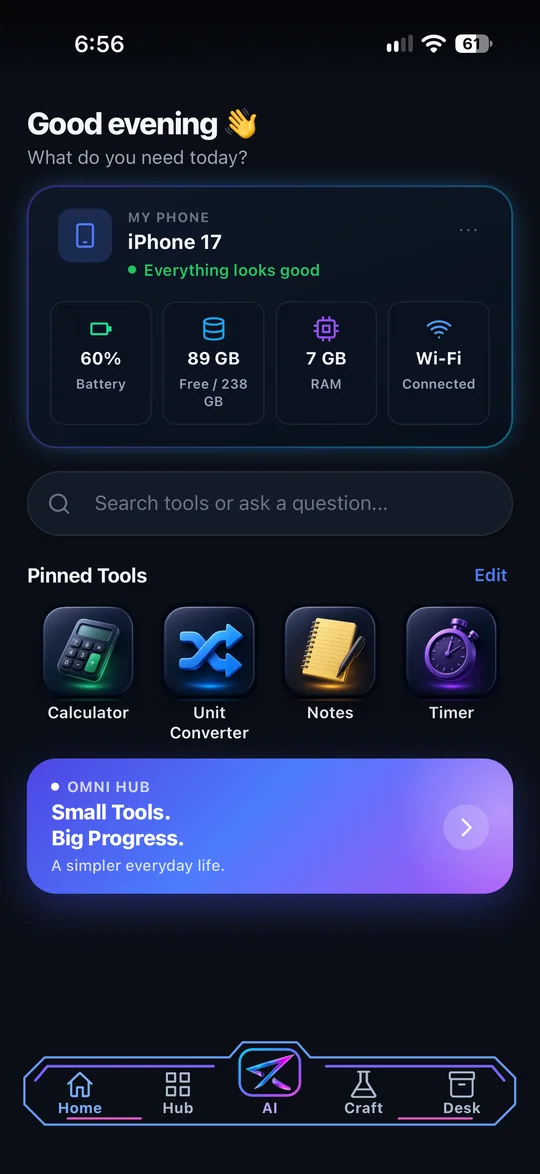 6:56
61
Good evening 👋
What do you need today?
MY PHONE
iPhone 17
...
Everything looks good
60%
Battery
89 GB
Free / 238
GB
7 GB
RAM
Wi-Fi
Connected
Search tools or ask a question...
Pinned Tools
Edit
Calculator
Unit
Converter
Notes
Timer
OMNI HUB
Small Tools.
Big Progress.
A simpler everyday life.
Home
Hub
AI
Craft
Desk